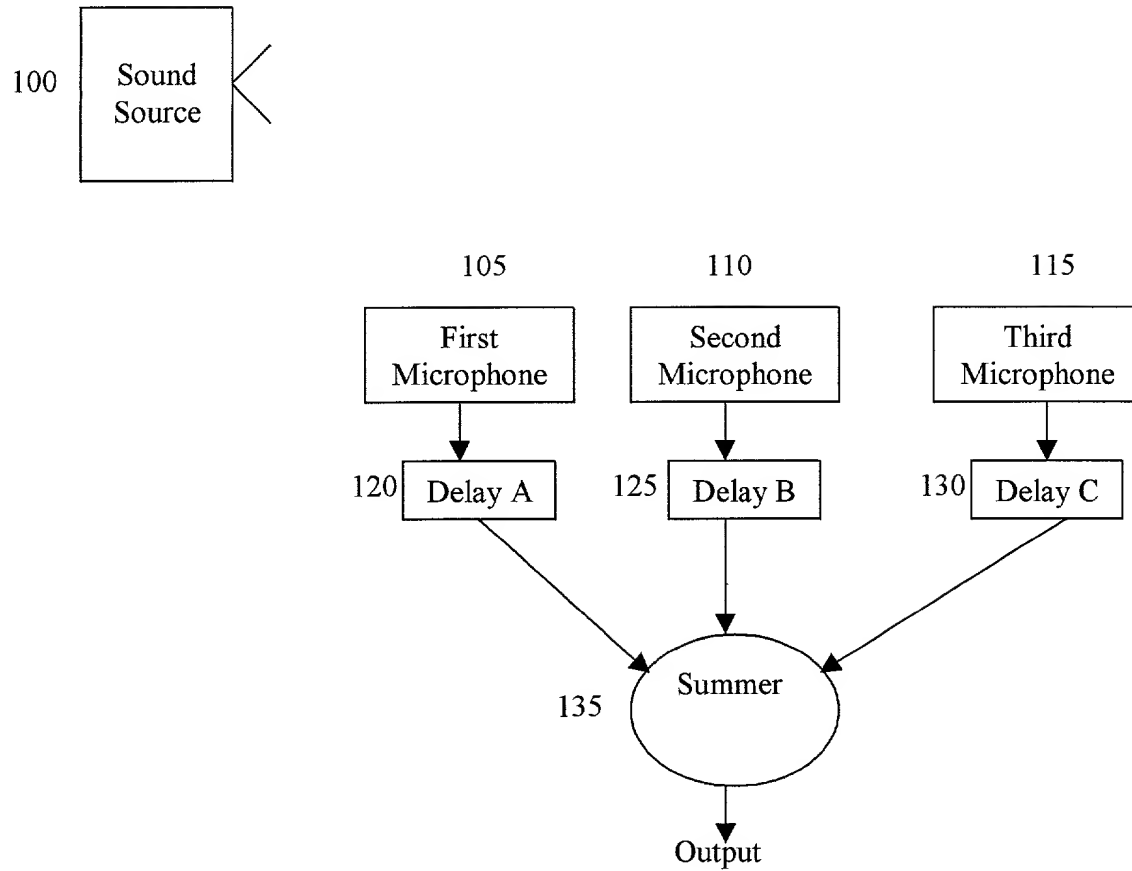 100
Sound
Source
105
110
115
First
Microphone
Second
Microphone
Third
Microphone
120
Delay A
125
Delay B
130
Delay C
135
Summer
Output